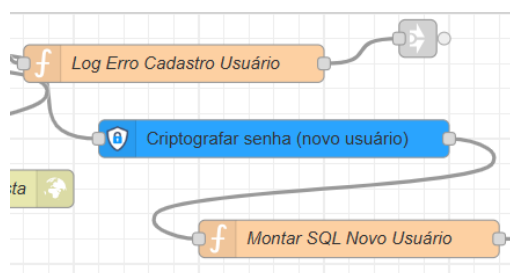 Log Erro Cadastro Usuário
Criptografar senha (novo usuário)
sta
Montar SQL Novo Usuário